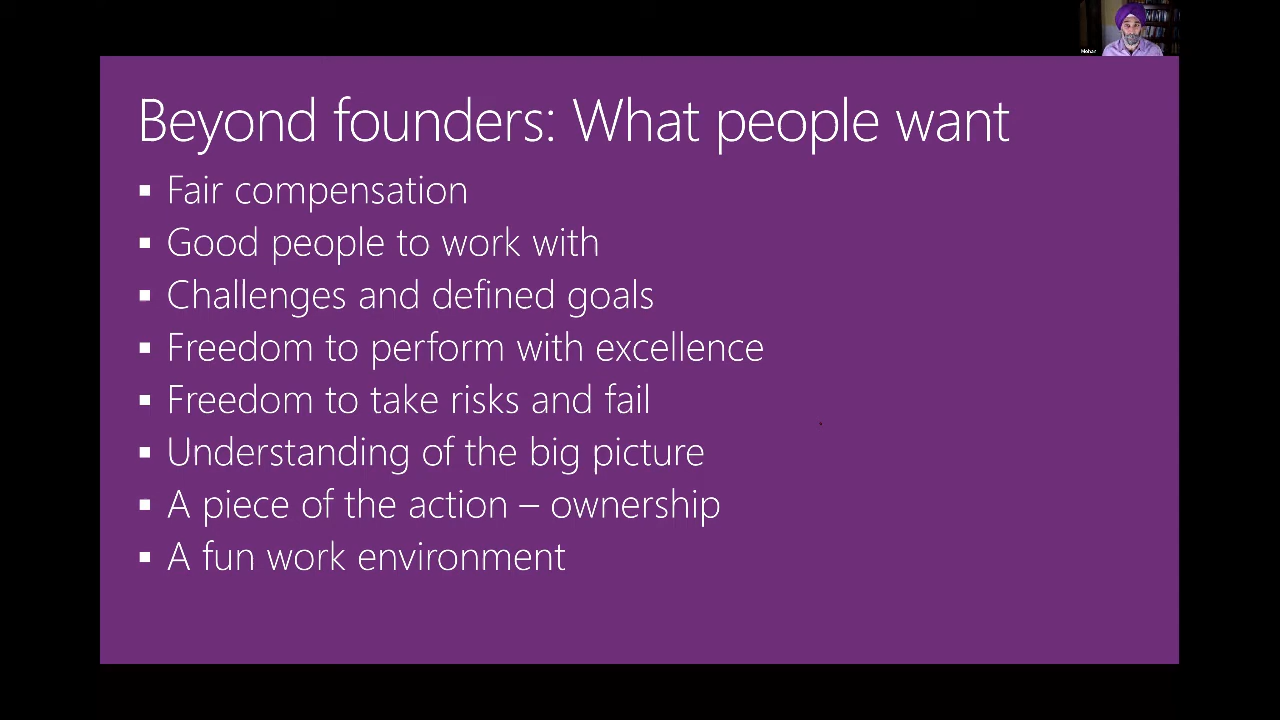 Mohan
Beyond founders: What people want
▪ Fair compensation
▪ Good people to work with
▪ Challenges and defined goals
▪ Freedom to perform with excellence
▪ Freedom to take risks and fail
▪ Understanding of the big picture
▪ A piece of the action – ownership
▪ A fun work environment